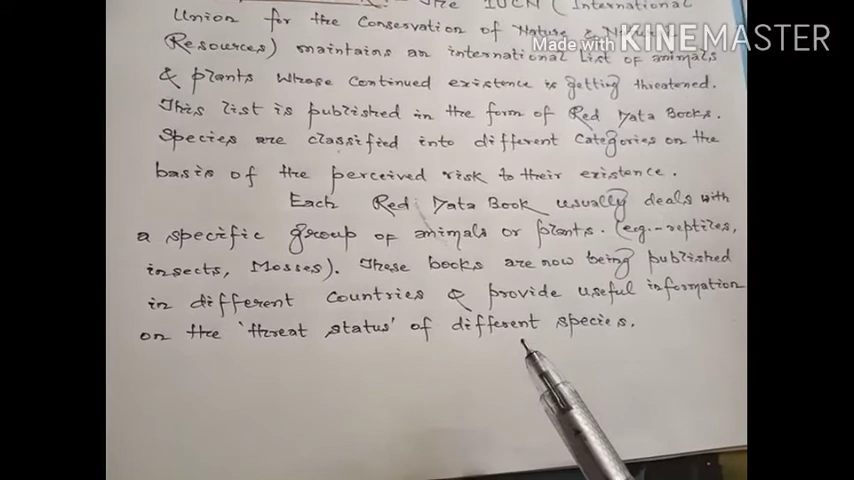 The IUCN (International
Union for the Conservation of Nature & Natural
Resources) maintains an international list of animals
& plants whose continued existence is getting threatened.
This list is published in the form of Red Data Books.
Species are classified into different categories on the
basis of the perceived risk to their existence.
Each Red Data Book usually deals with
a specific group of animals or plants. (eg.- reptiles,
insects, Mosses). These books are now being published
in different countries & provide useful information
on the 'threat status' of different species.
Made with KINEMASTER